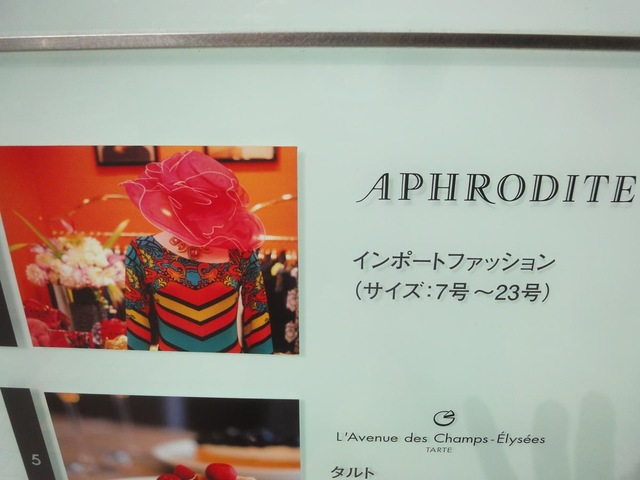 APHRODITE
インポートファッション
(サイズ:7号~23号)
5
L'Avenue des Champs-Élysées
TARTE
タルト